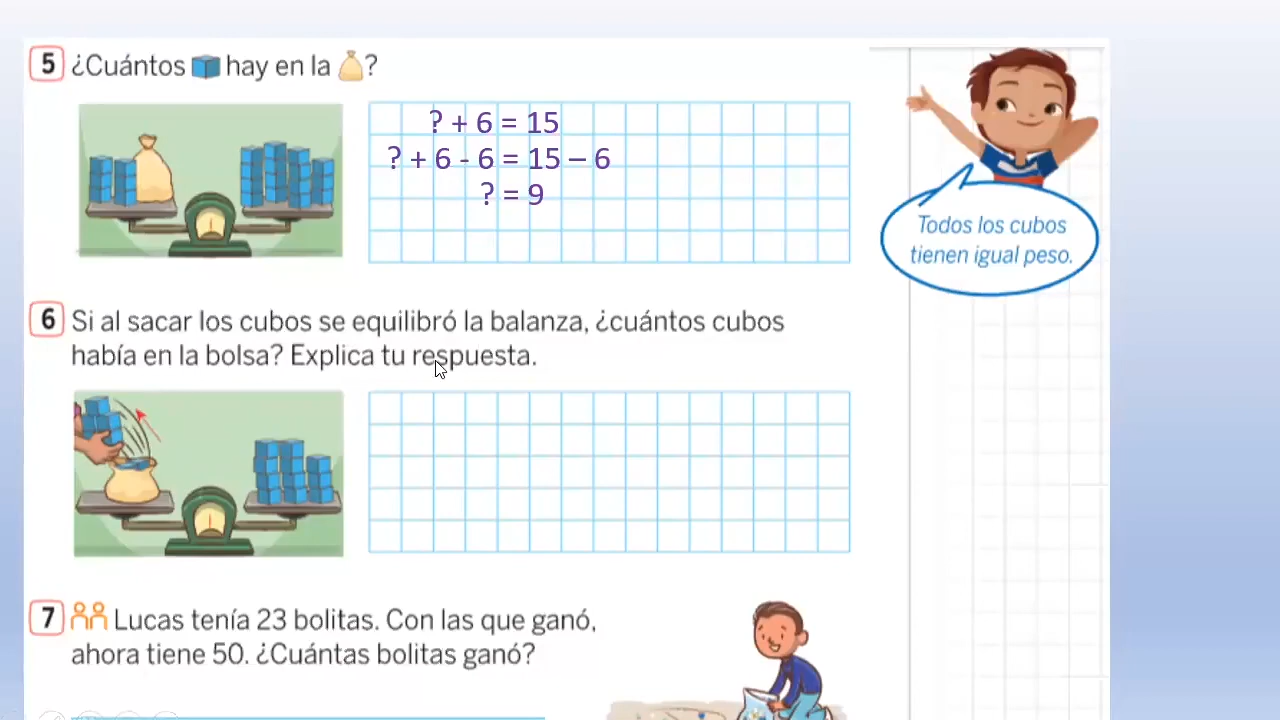 5 ¿Cuántos hay en la ?
? + 6 = 15
? + 6 - 6 = 15 – 6
? = 9
Todos los cubos
tienen igual peso.
6 Si al sacar los cubos se equilibró la balanza, ¿cuántos cubos
había en la bolsa? Explica tu respuesta.
7 Lucas tenía 23 bolitas. Con las que ganó,
ahora tiene 50. ¿Cuántas bolitas ganó?